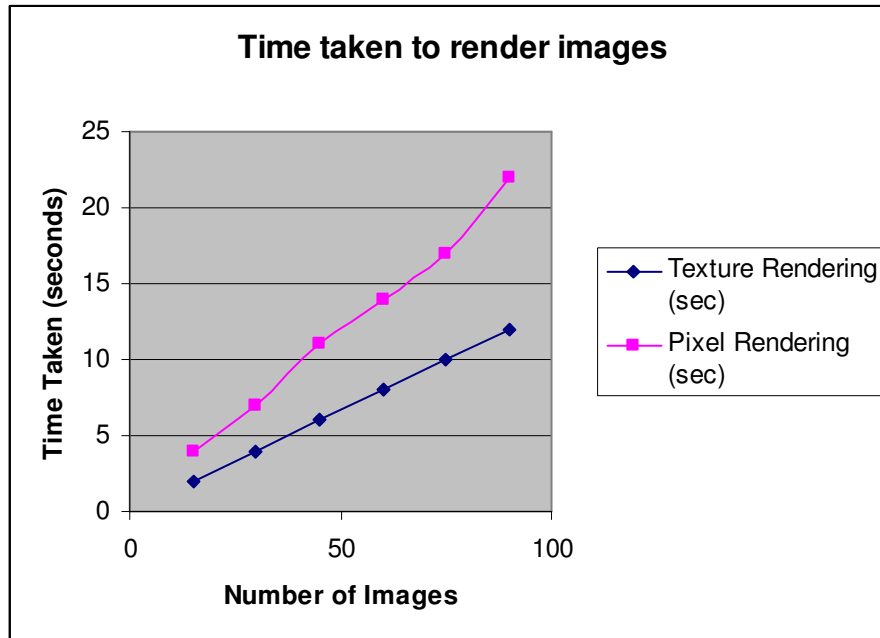 Time taken to render images
25
20
15
10
5
0
Time Taken (seconds)
0 50 100
Number of Images
Texture Rendering
(sec)
Pixel Rendering
(sec)